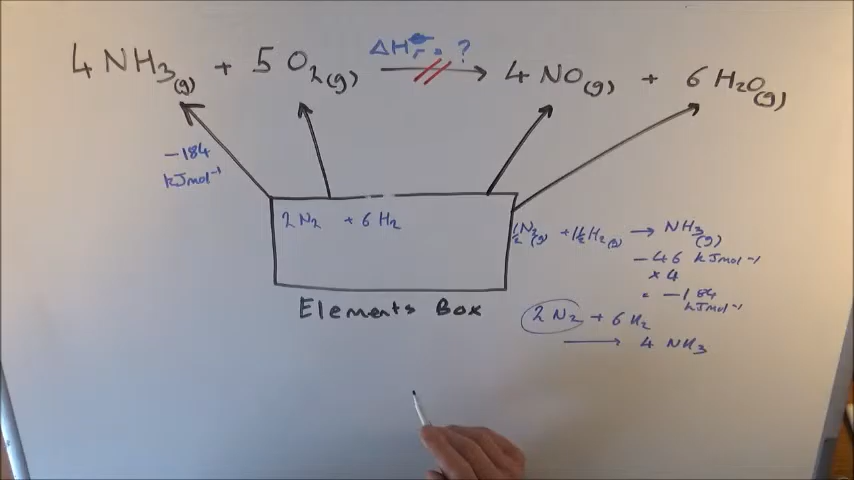 ΔH⊖r = ?
4 NH₃(g) + 5 O₂(g) → 4 NO(g) + 6 H₂O(g)
−184
kJmol⁻¹
2 N₂ + 6 H₂
½N₂(g) + 1½H₂(g) → NH₃(g)
−46 kJmol⁻¹
×4
= −184
kJmol⁻¹
Elements Box
2 N₂ + 6 H₂
→ 4 NH₃